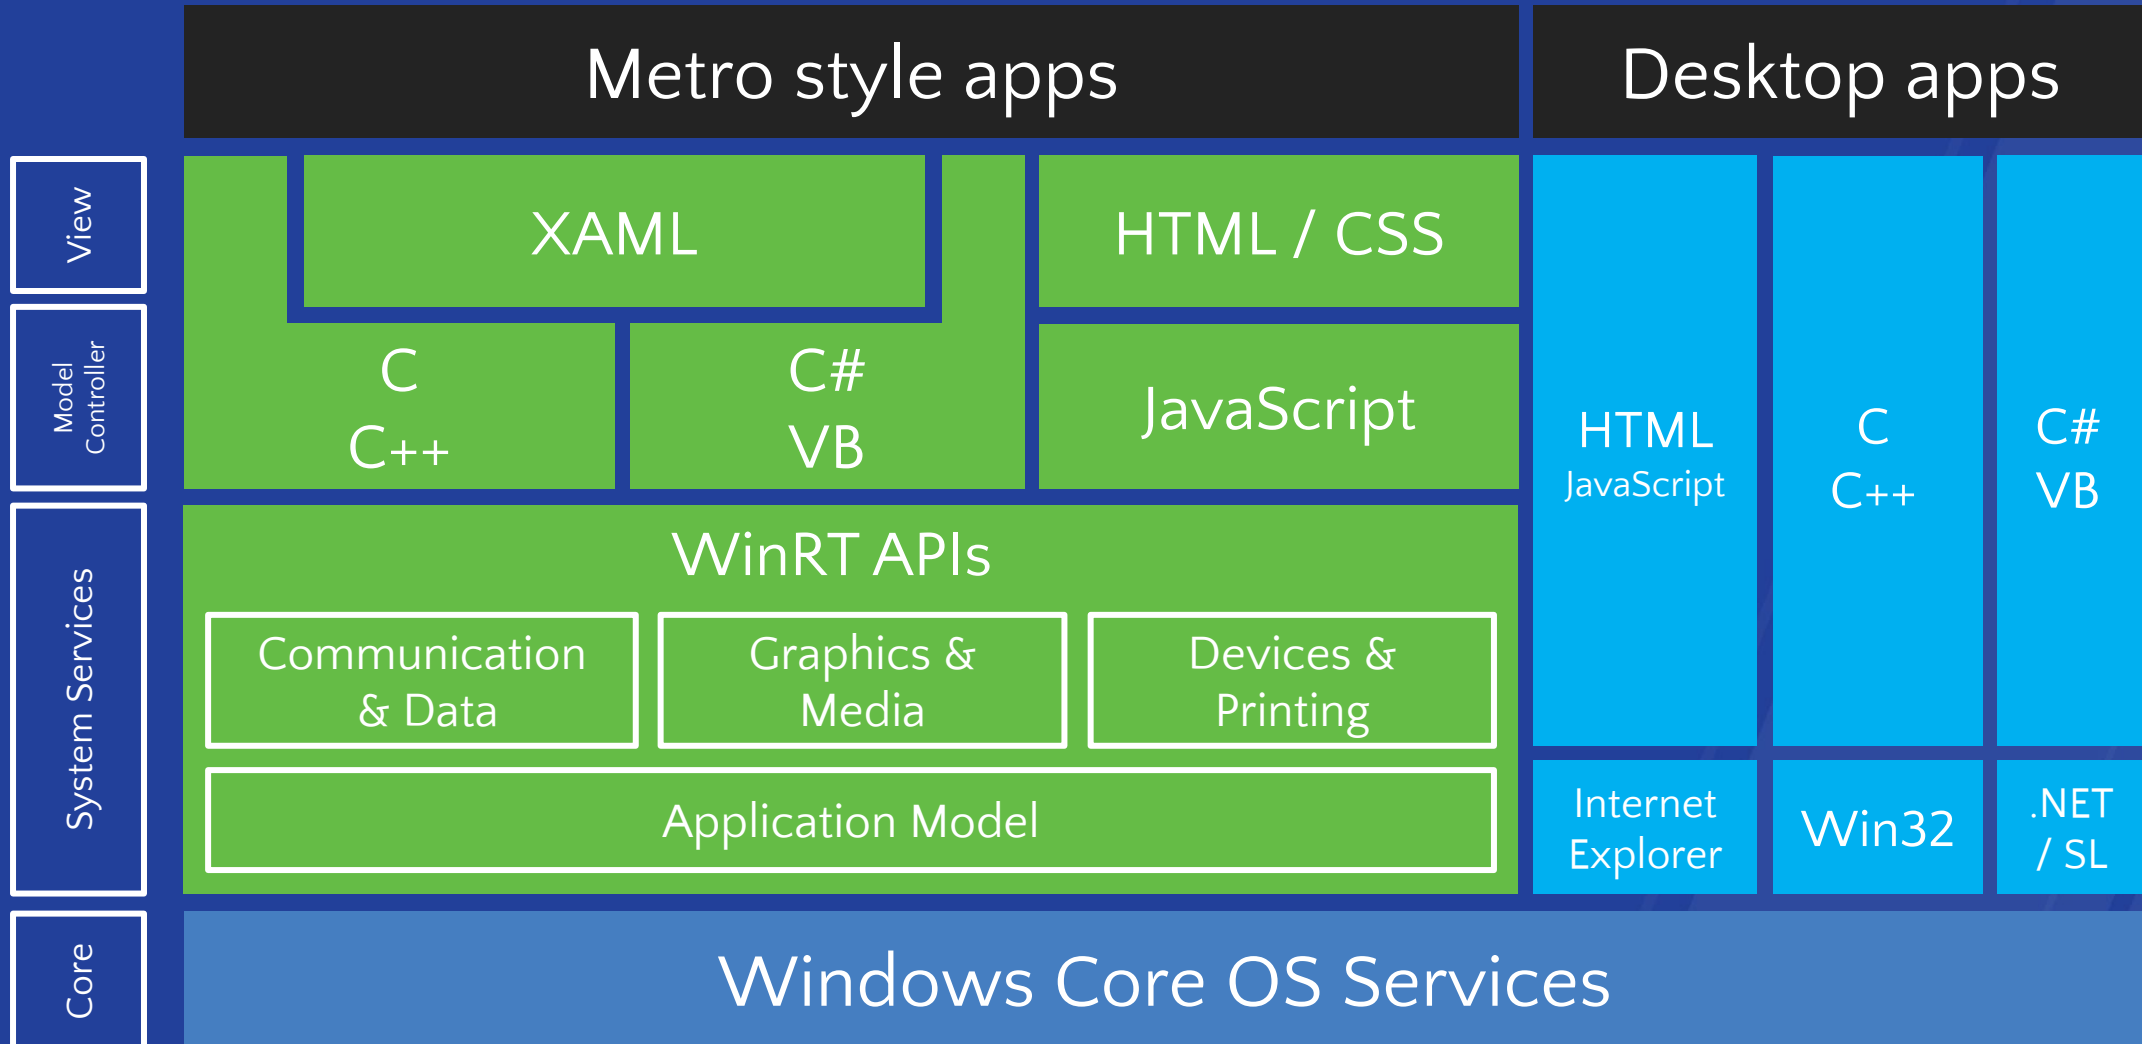 Metro style apps
Desktop apps
View
XAML
HTML / CSS
Model
Controller
C
C++
C#
VB
JavaScript
HTML
JavaScript
C
C++
C#
VB
System Services
WinRT APIs
Communication
& Data
Graphics &
Media
Devices &
Printing
Application Model
Internet
Explorer
Win32
.NET
/ SL
Core
Windows Core OS Services